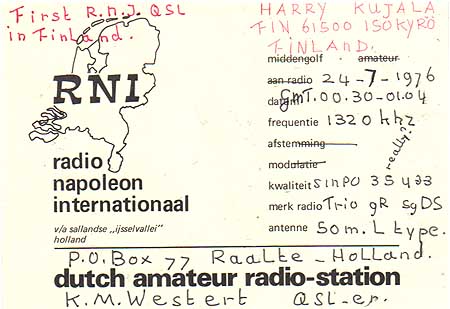 First R.N.I. QSL
in Finland.
HARRY KUJALA
FIN 61500 ISOKYRÖ
FINLAND.
RNI
radio
napoleon
internationaal
v/a sallandse „ijsselvallei"
holland
middengolf amateur
aan radio 24-7-1976
datum GMT. 00.30-01.04
frequentie 1320 khz
afstemming
modulatie
really?
kwaliteit SINPO 35433
merk radio Trio gR sgDS
antenne 50m. L type.
P.O.Box 77 Raalte - Holland.
dutch amateur radio-station
K.M. Westert QSL-er.